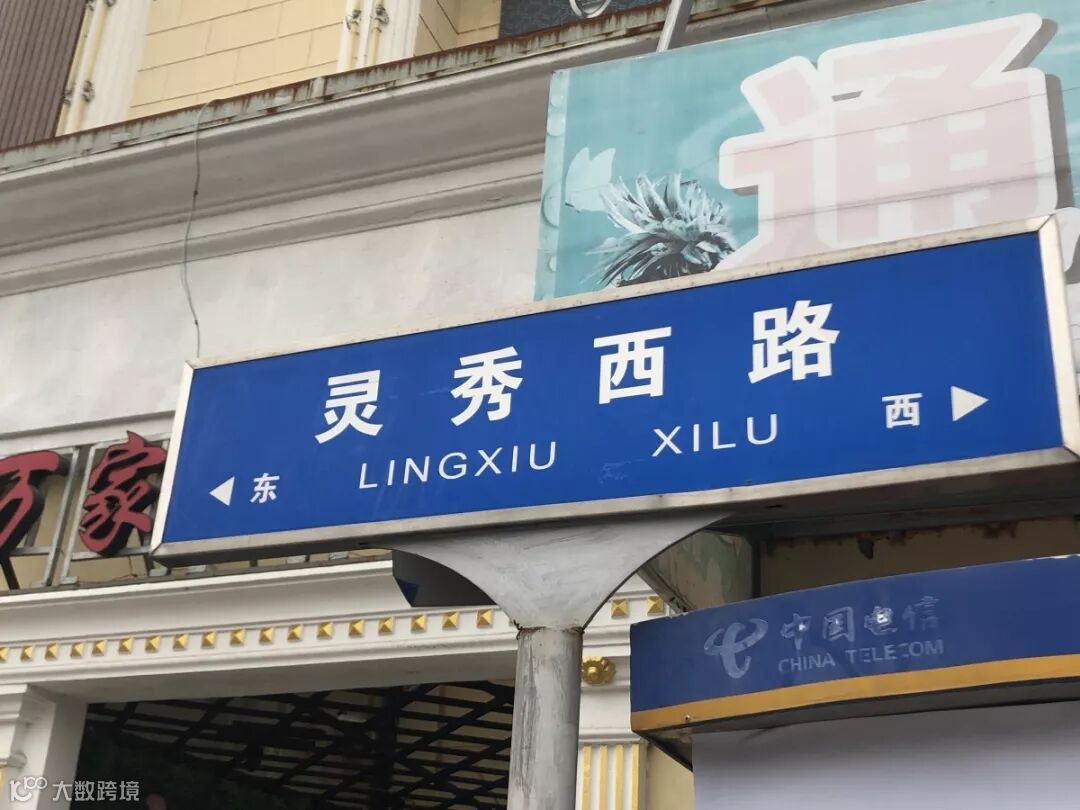 通
灵秀西路
东 LINGXIU XILU 西
万家
中国电信
CHINA TELECOM
大数跨境